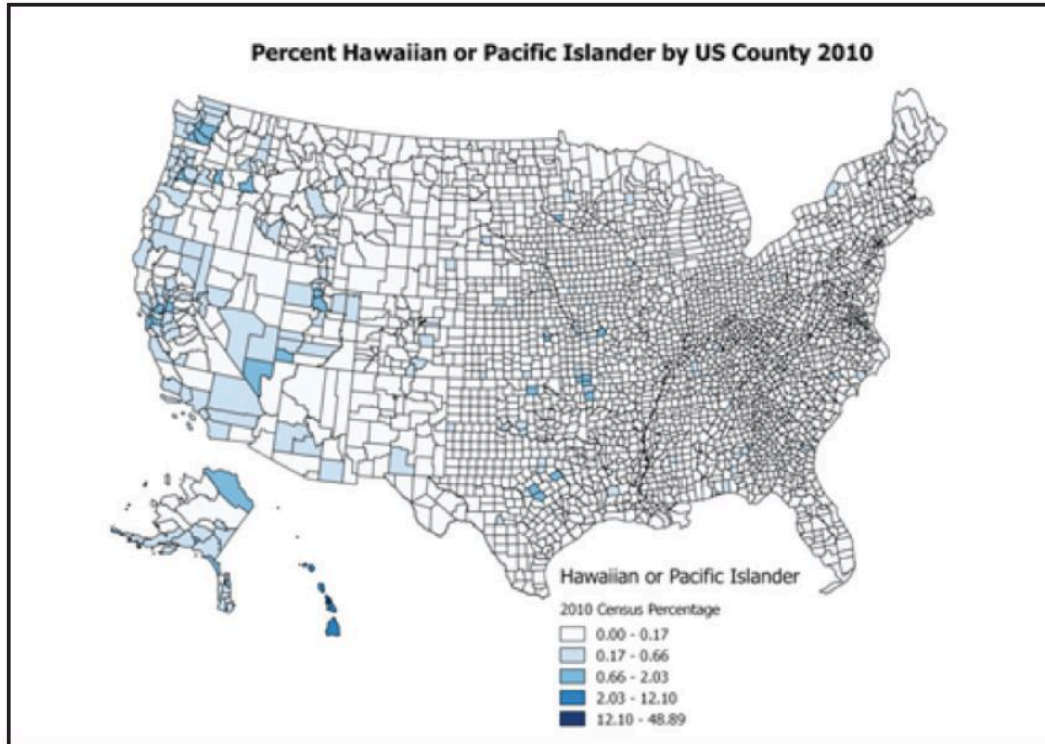 Percent Hawaiian or Pacific Islander by US County 2010
Hawaiian or Pacific Islander
2010 Census Percentage
0.00 - 0.17
0.17 - 0.66
0.66 - 2.03
2.03 - 12.10
12.10 - 48.89